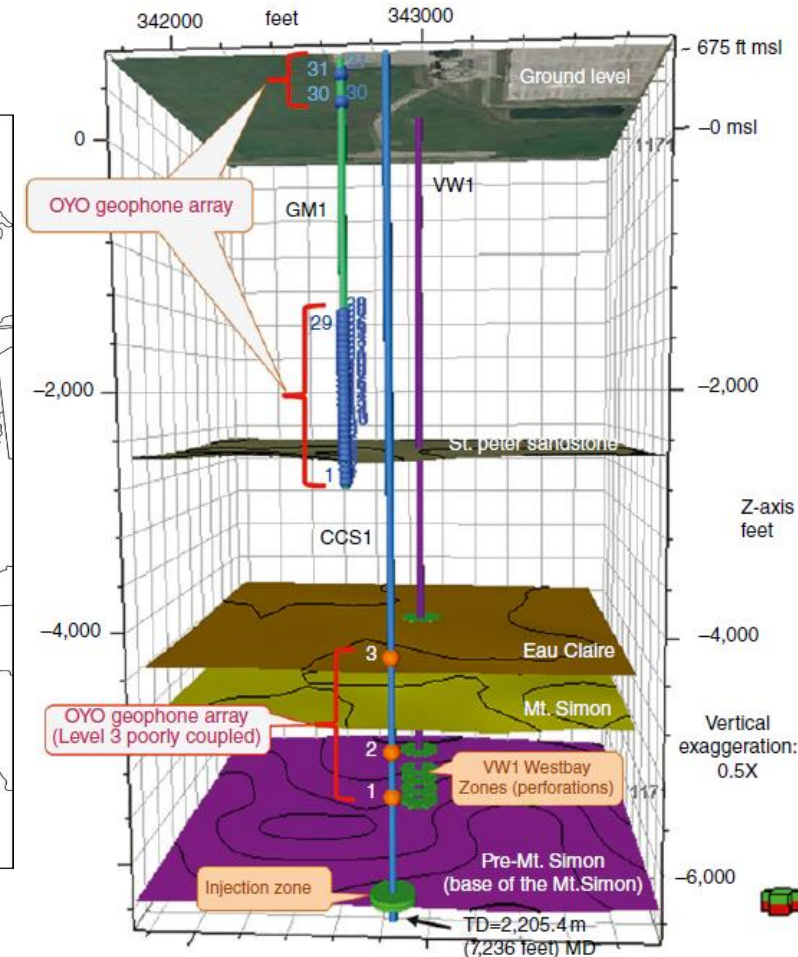 342000
feet
343000
675 ft msl
Ground level
31
31
30
30
0
–0 msl
1171
OYO geophone array
GM1
VW1
29
–2,000
–2,000
St. peter sandstone
1
Z-axis
feet
CCS1
–4,000
–4,000
3
Eau Claire
Mt. Simon
OYO geophone array
(Level 3 poorly coupled)
Vertical
exaggeration:
0.5X
2
VW1 Westbay
Zones (perforations)
1
Pre-Mt. Simon
(base of the Mt.Simon)
–6,000
Injection zone
TD=2,205.4 m
(7,236 feet) MD